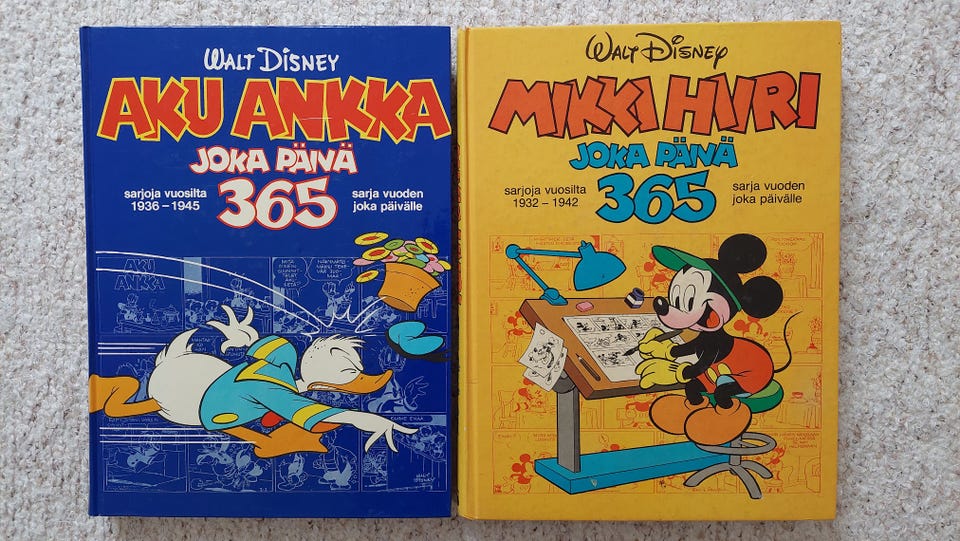 WALT DISNEY
AKU ANKKA
JOKA PÄIVÄ
365
sarjoja vuosilta
1936 – 1945
sarja vuoden
joka päivälle
AKU
ANKKA
WALT DISNEY
MIKKI HIIRI
JOKA PÄIVÄ
365
sarjoja vuosilta
1932 – 1942
sarja vuoden
joka päivälle